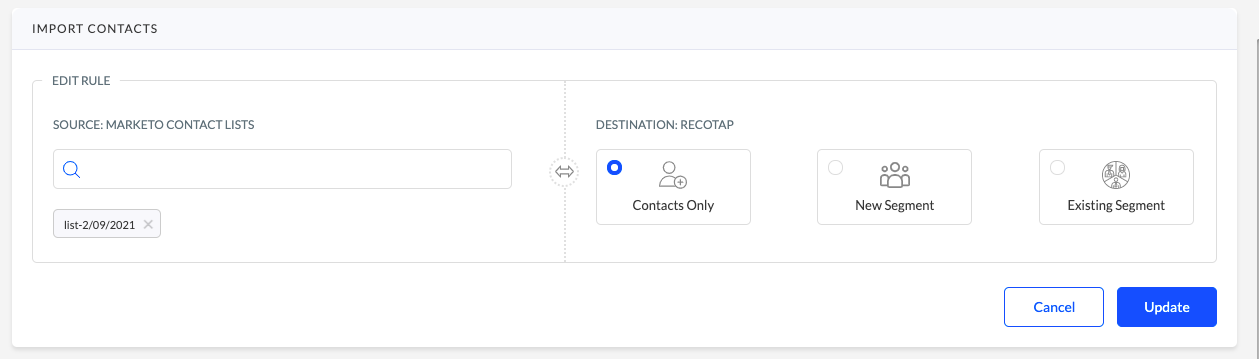 IMPORT CONTACTS
EDIT RULE
SOURCE: MARKETO CONTACT LISTS
list-2/09/2021
DESTINATION: RECOTAP
Contacts Only
New Segment
Existing Segment
Cancel
Update